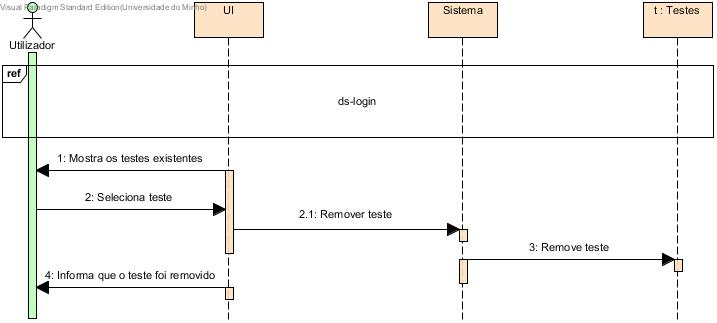 Visual Paradigm Standard Edition(Universidade do Minho)
Utilizador
UI
Sistema
t : Testes
ref
ds-login
1: Mostra os testes existentes
2: Seleciona teste
2.1: Remover teste
3: Remove teste
4: Informa que o teste foi removido